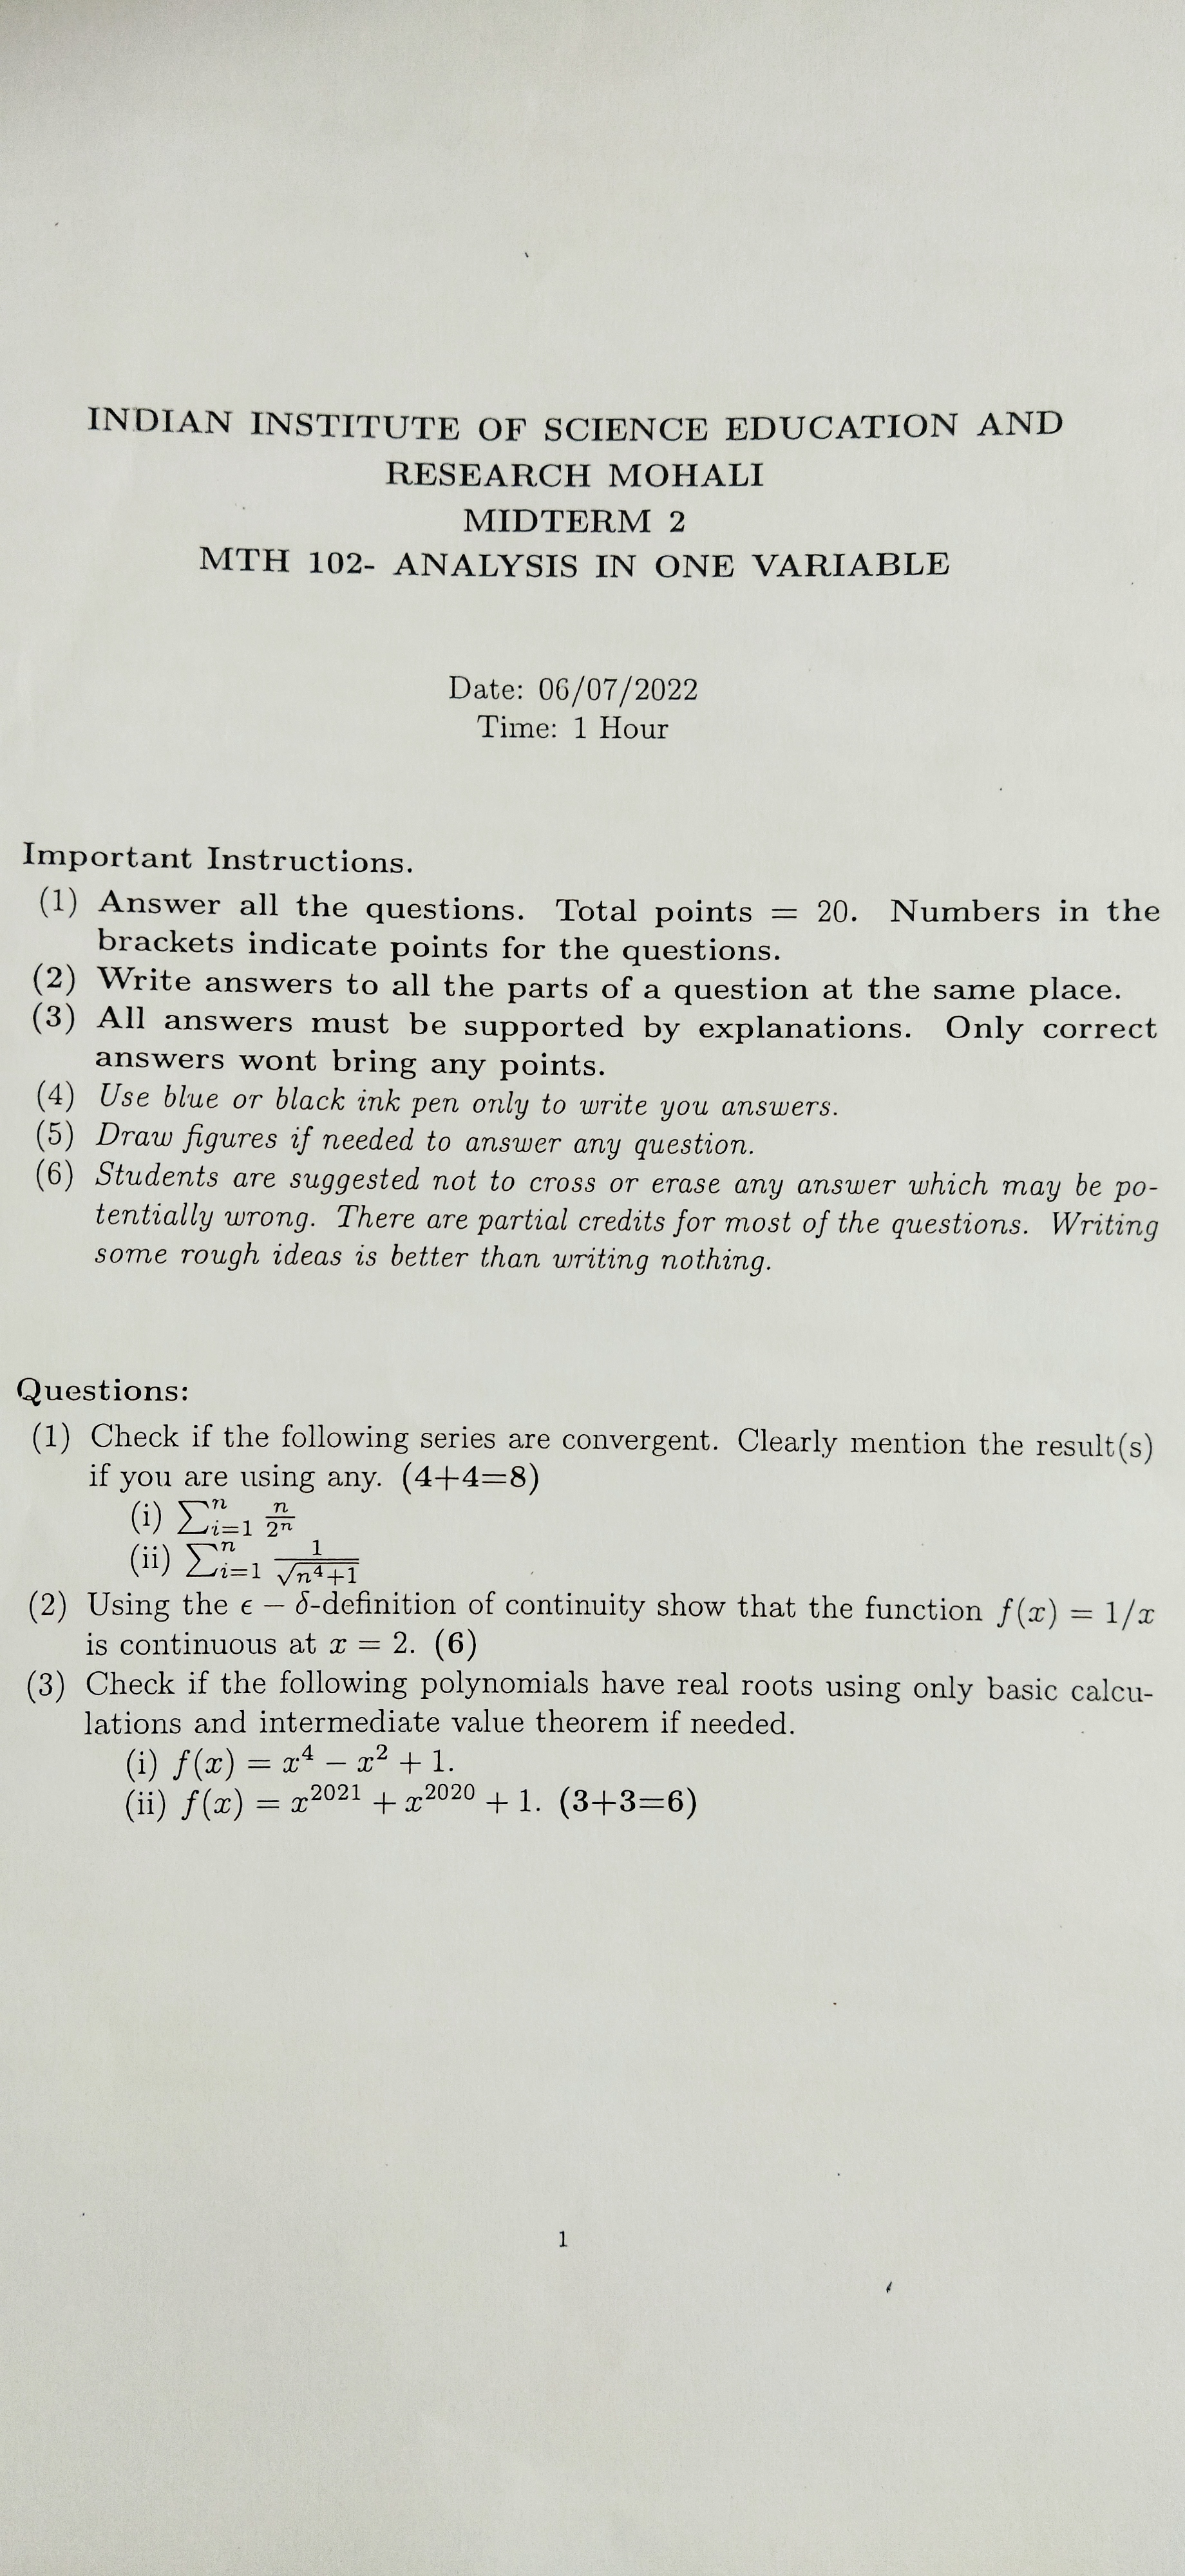 INDIAN INSTITUTE OF SCIENCE EDUCATION AND
RESEARCH MOHALI
MIDTERM 2
MTH 102- ANALYSIS IN ONE VARIABLE
Date: 06/07/2022
Time: 1 Hour
Important Instructions.
(1) Answer all the questions. Total points = 20. Numbers in the
brackets indicate points for the questions.
(2) Write answers to all the parts of a question at the same place.
(3) All answers must be supported by explanations. Only correct
answers wont bring any points.
(4) Use blue or black ink pen only to write you answers.
(5) Draw figures if needed to answer any question.
(6) Students are suggested not to cross or erase any answer which may be po-
tentially wrong. There are partial credits for most of the questions. Writing
some rough ideas is better than writing nothing.
Questions:
(1) Check if the following series are convergent. Clearly mention the result(s)
if you are using any. (4+4=8)
(i) $\sum_{i=1}^{n} \frac{n}{2^n}$
(ii) $\sum_{i=1}^{n} \frac{1}{\sqrt{n^4+1}}$
(2) Using the ϵ − δ-definition of continuity show that the function f(x) = 1/x
is continuous at x = 2. (6)
(3) Check if the following polynomials have real roots using only basic calcu-
lations and intermediate value theorem if needed.
(i) $f(x) = x^4 - x^2 + 1.$
(ii) $f(x) = x^{2021} + x^{2020} + 1.$ (3+3=6)
1